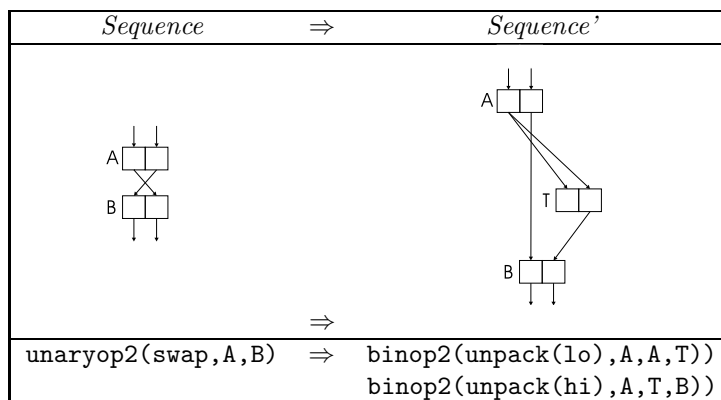 Sequence ⇒ Sequence’
A
A
B
T
B
⇒
unaryop2(swap,A,B) ⇒ binop2(unpack(lo),A,A,T))
binop2(unpack(hi),A,T,B))